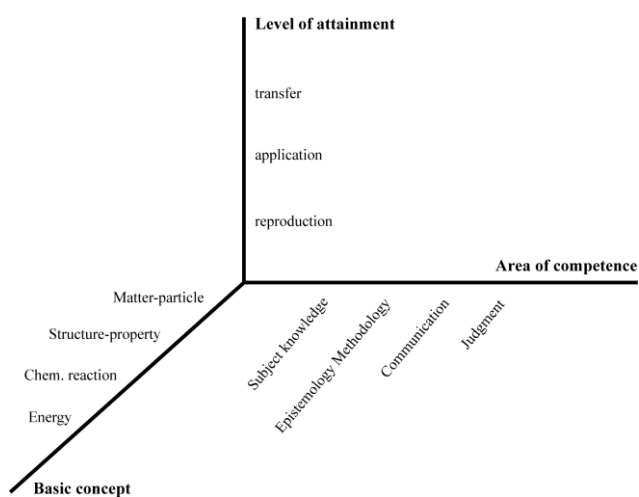 Level of attainment
transfer
application
reproduction
Area of competence
Matter-particle
Structure-property
Chem. reaction
Energy
Basic concept
Subject knowledge
Epistemology Methodology
Communication
Judgment